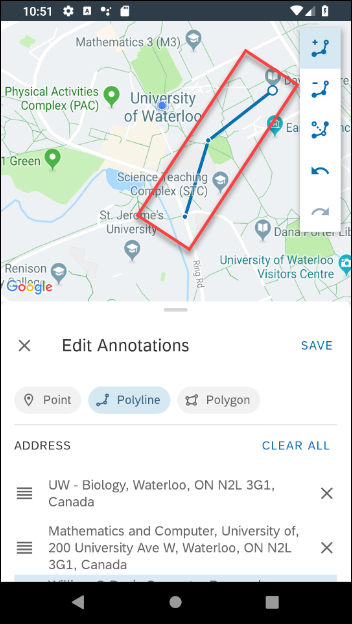 10:51
Mathematics 3 (M3)
Physical Activities
Complex (PAC)
University
of Waterloo
1 Green
Science Teaching
Complex (STC)
St. Jerome's
University
Dana Porter Lib
Renison
College
University of Waterloo
Visitors Centre
Ring Rd
Google
Edit Annotations
SAVE
Point
Polyline
Polygon
ADDRESS
CLEAR ALL
UW - Biology, Waterloo, ON N2L 3G1,
Canada
Mathematics and Computer, University of,
200 University Ave W, Waterloo, ON N2L
3G1, Canada